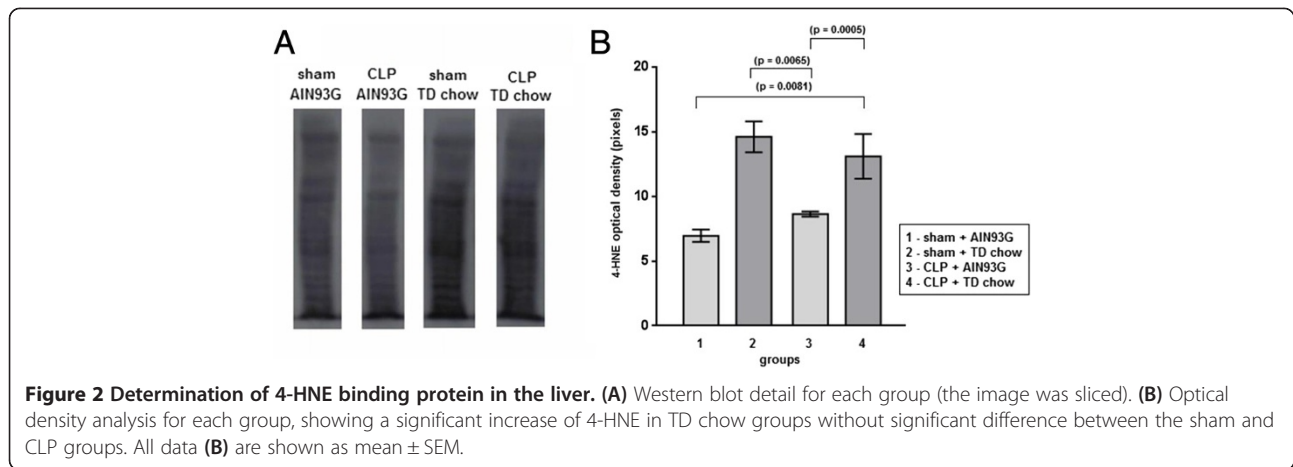 A
sham CLP sham CLP
AIN93G AIN93G TD chow TD chow
B
(p = 0.0005)
(p = 0.0065)
(p = 0.0081)
20
15
10
5
0
4-HNE optical density (pixels)
1 2 3 4
groups
1 - sham + AIN93G
2 - sham + TD chow
3 - CLP + AIN93G
4 - CLP + TD chow
Figure 2 Determination of 4-HNE binding protein in the liver. (A) Western blot detail for each group (the image was sliced). (B) Optical
density analysis for each group, showing a significant increase of 4-HNE in TD chow groups without significant difference between the sham and
CLP groups. All data (B) are shown as mean ± SEM.